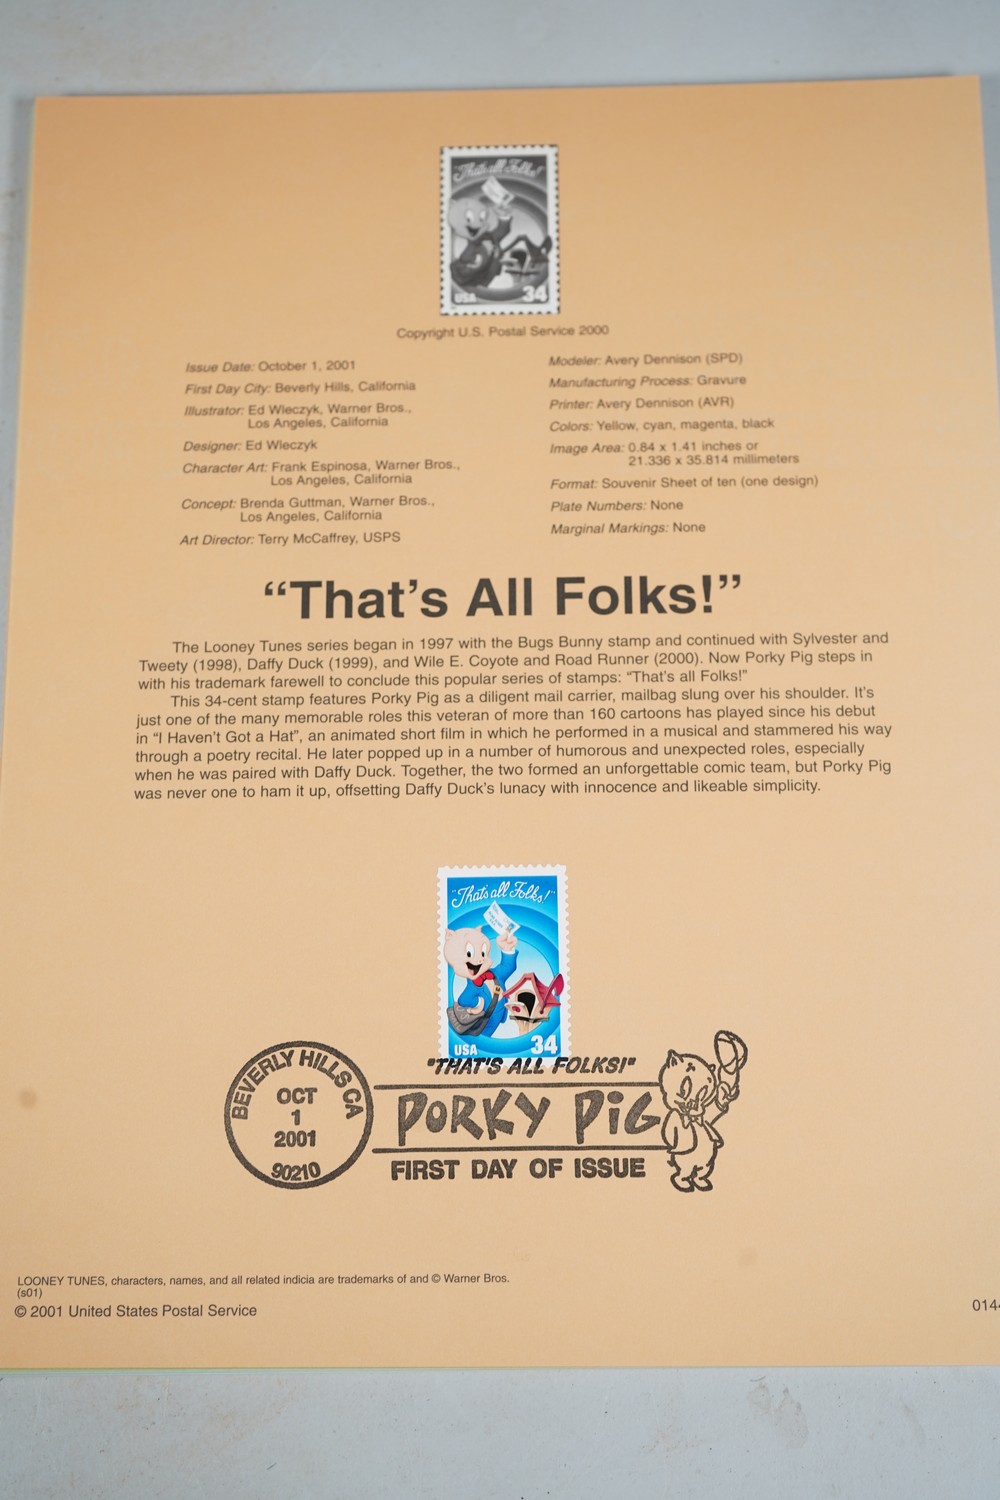 "That's all Folks!"
USA 34
Copyright U.S. Postal Service 2000
Issue Date: October 1, 2001
First Day City: Beverly Hills, California
Illustrator: Ed Wleczyk, Warner Bros.,
Los Angeles, California
Designer: Ed Wleczyk
Character Art: Frank Espinosa, Warner Bros.,
Los Angeles, California
Concept: Brenda Guttman, Warner Bros.,
Los Angeles, California
Art Director: Terry McCaffrey, USPS
Modeler: Avery Dennison (SPD)
Manufacturing Process: Gravure
Printer: Avery Dennison (AVR)
Colors: Yellow, cyan, magenta, black
Image Area: 0.84 x 1.41 inches or
21.336 x 35.814 millimeters
Format: Souvenir Sheet of ten (one design)
Plate Numbers: None
Marginal Markings: None
“That’s All Folks!”
The Looney Tunes series began in 1997 with the Bugs Bunny stamp and continued with Sylvester and
Tweety (1998), Daffy Duck (1999), and Wile E. Coyote and Road Runner (2000). Now Porky Pig steps in
with his trademark farewell to conclude this popular series of stamps: “That’s all Folks!”
This 34-cent stamp features Porky Pig as a diligent mail carrier, mailbag slung over his shoulder. It’s
just one of the many memorable roles this veteran of more than 160 cartoons has played since his debut
in “I Haven’t Got a Hat”, an animated short film in which he performed in a musical and stammered his way
through a poetry recital. He later popped up in a number of humorous and unexpected roles, especially
when he was paired with Daffy Duck. Together, the two formed an unforgettable comic team, but Porky Pig
was never one to ham it up, offsetting Daffy Duck’s lunacy with innocence and likeable simplicity.
"That's all Folks!"
USA 34
"THAT'S ALL FOLKS!"
BEVERLY HILLS CA
OCT
1
2001
90210
PORKY PiG
FIRST DAY OF ISSUE
LOONEY TUNES, characters, names, and all related indicia are trademarks of and © Warner Bros.
(s01)
© 2001 United States Postal Service
014